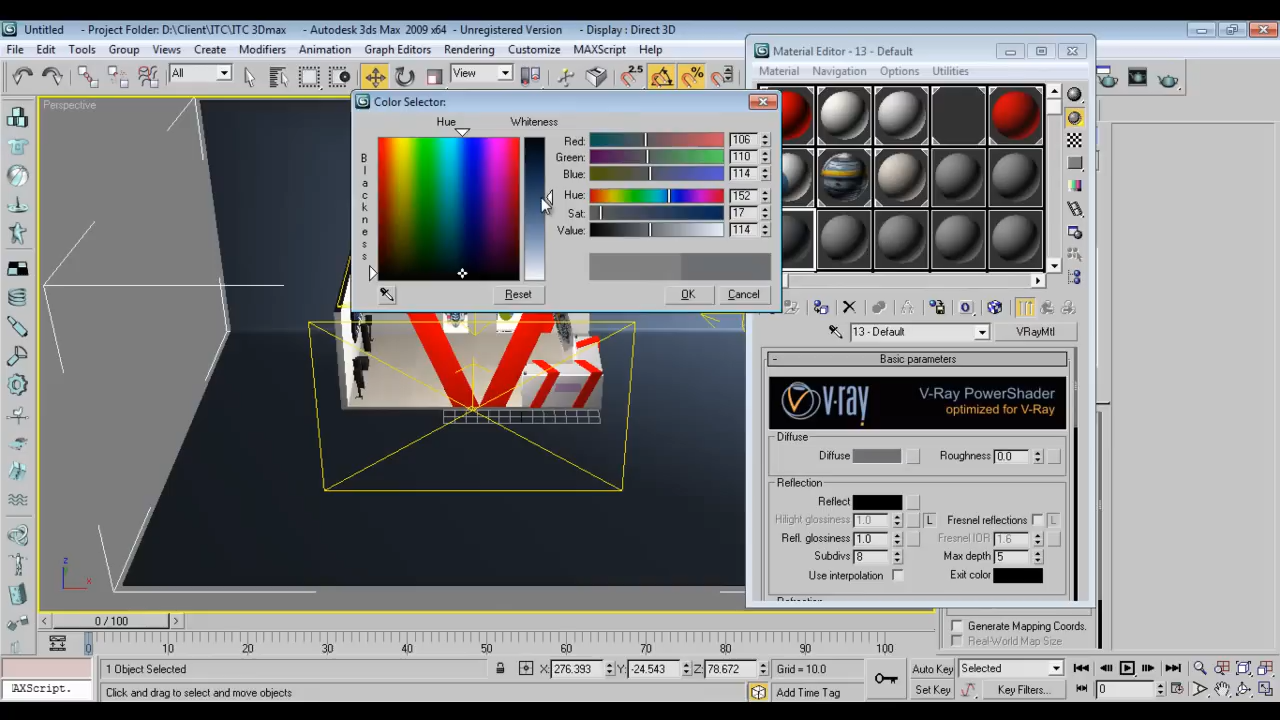 Untitled - Project Folder: D:\Client\ITC\ITC 3Dmax - Autodesk 3ds Max 2009 x64 - Unregistered Version - Display : Direct 3D
File Edit Tools Group Views Create Modifiers Animation Graph Editors Rendering Customize MAXScript Help
Material Editor - 13 - Default
Material Navigation Options Utilities
All
View
2.5
Perspective
Color Selector:
Hue
Whiteness
Blackness
Red: 106
Green: 110
Blue: 114
Hue: 152
Sat: 17
Value: 114
Reset
OK
Cancel
13 - Default
VRayMtl
- Basic parameters
v·ray
V-Ray PowerShader
optimized for V-Ray
Diffuse
Diffuse
Roughness 0.0
Reflection
Reflect
Hilight glossiness 1.0 L
Fresnel reflections L
Refl. glossiness 1.0
Fresnel IOR 1.6
Subdivs 8
Max depth 5
Use interpolation
Exit color
z
x
0 / 100
Generate Mapping Coords.
Real-World Map Size
0 10 20 30 40 50 60 70 80 90 100
1 Object Selected
X: 276.393 Y: -24.543 Z: 78.672
Grid = 10.0
Auto Key
Selected
AXScript.
Click and drag to select and move objects
Add Time Tag
Set Key
Key Filters...
0